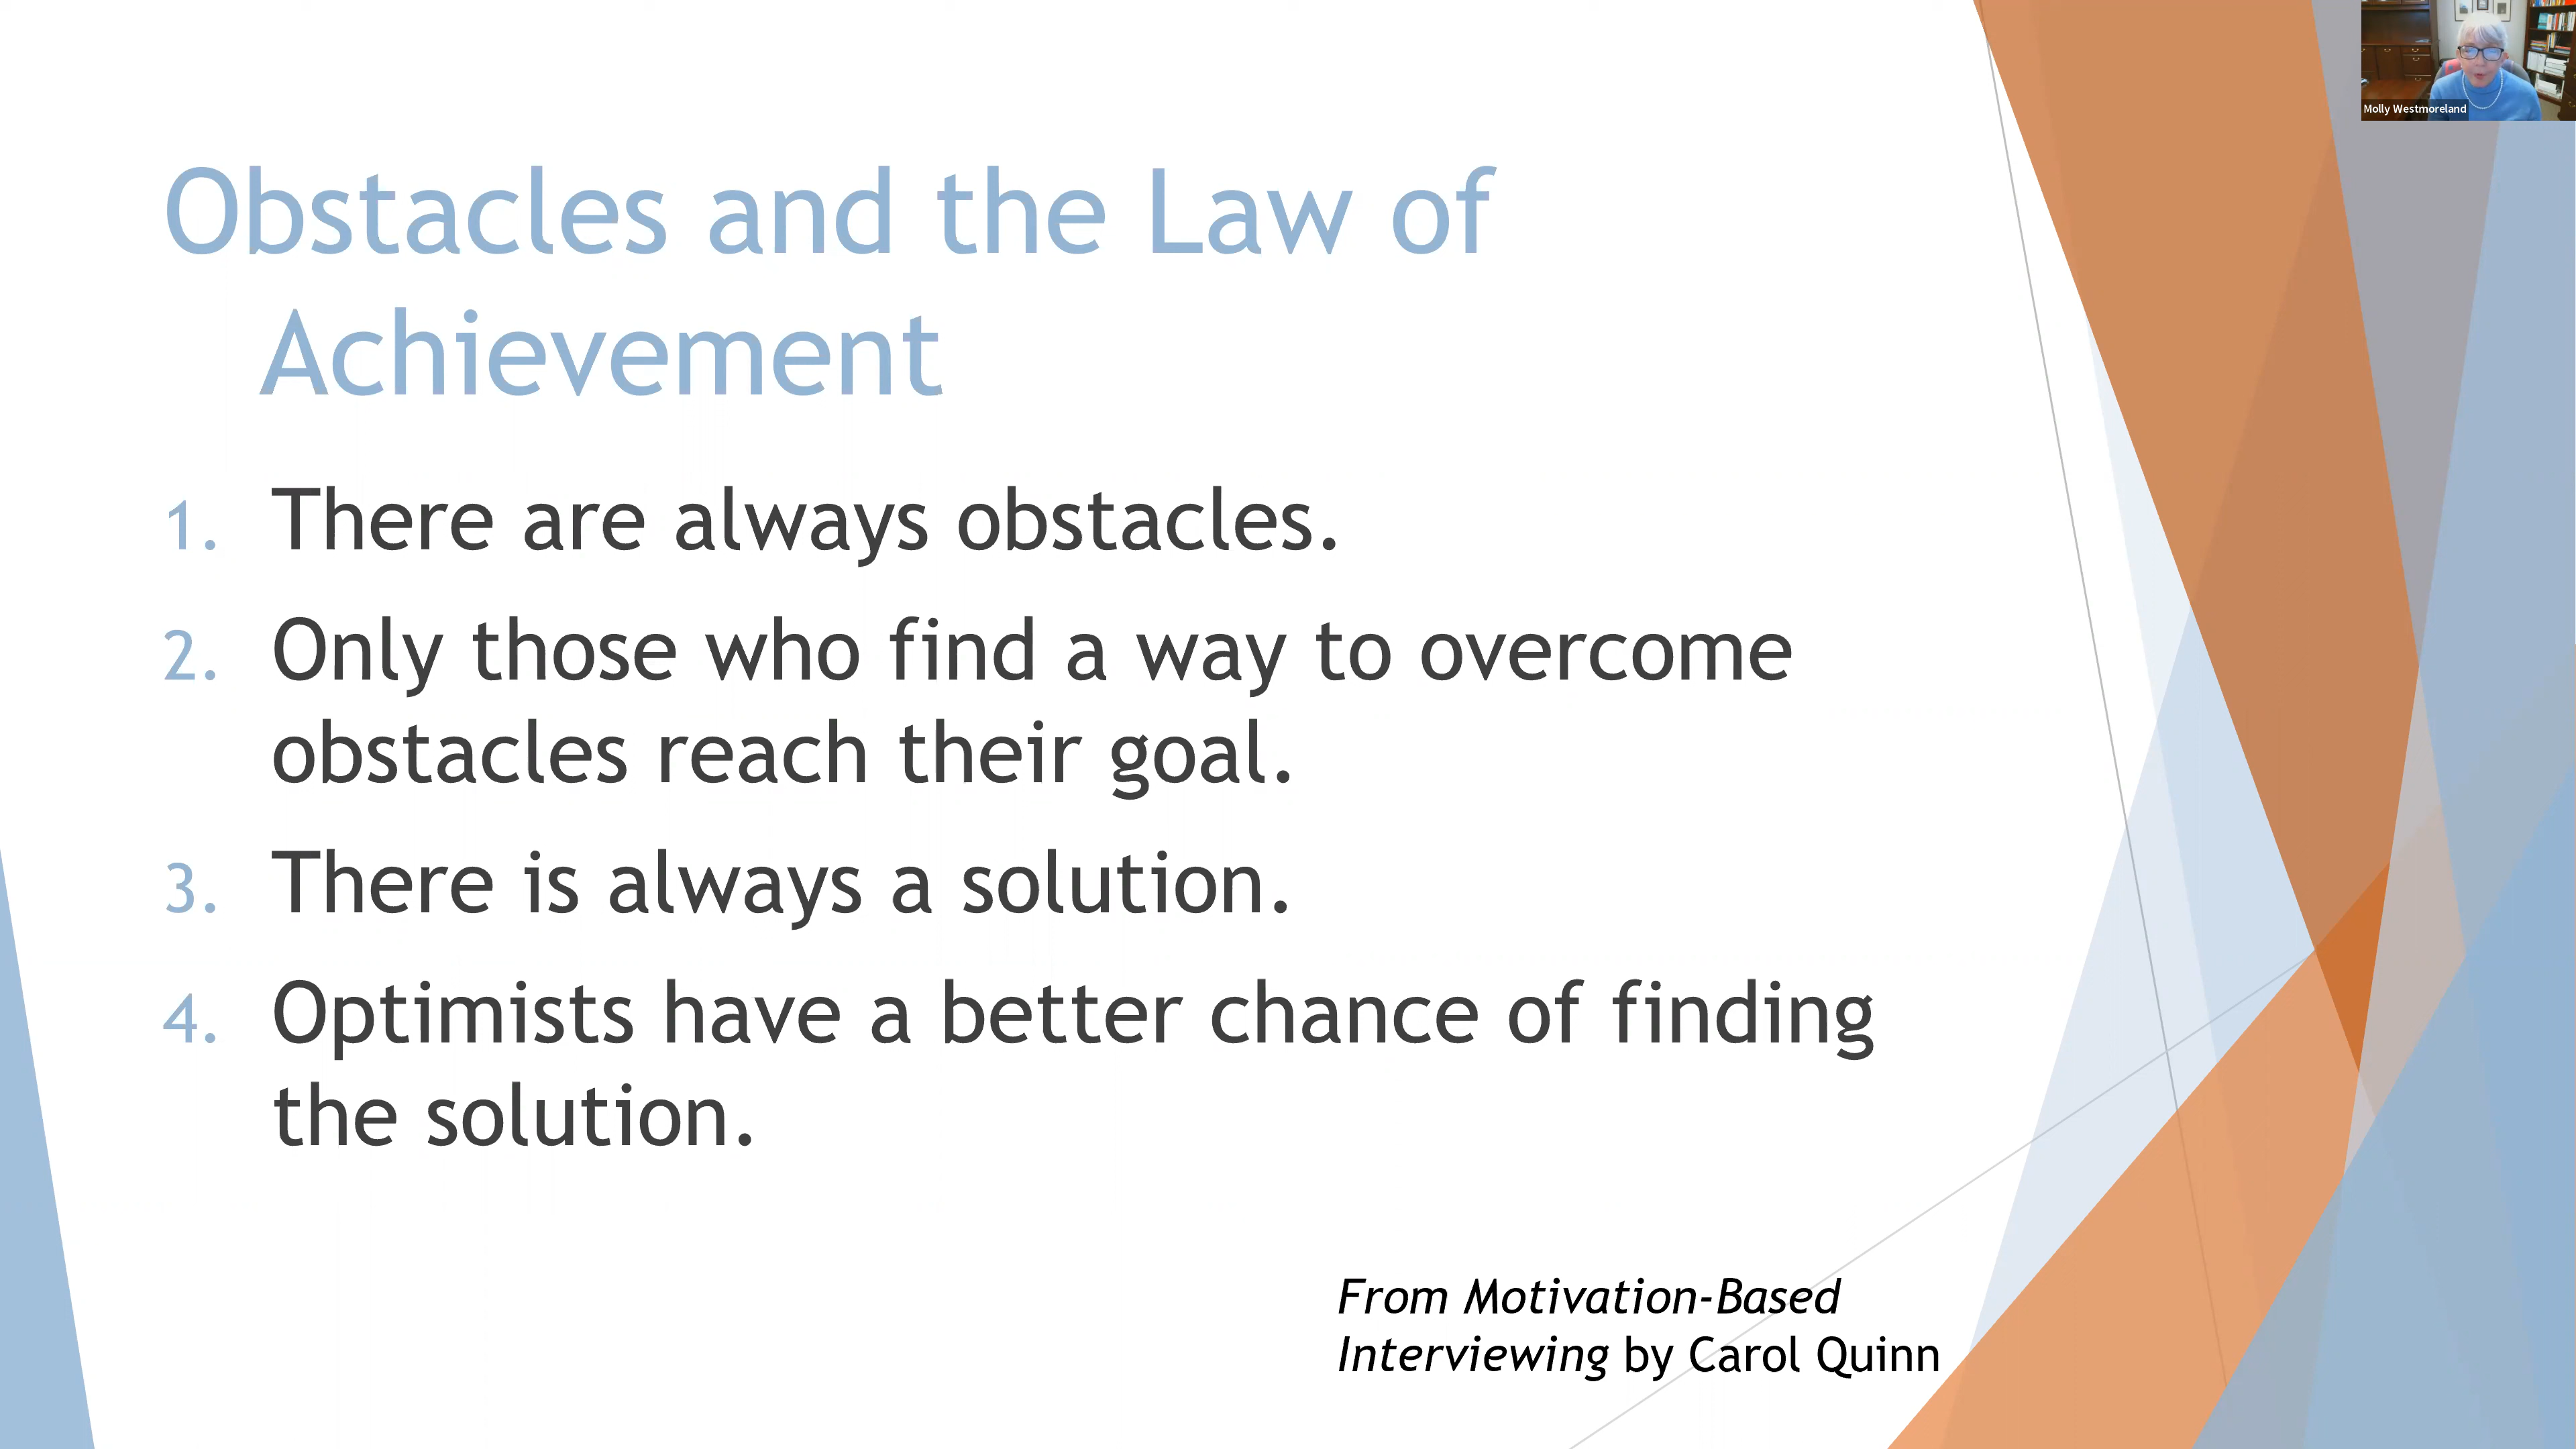 Molly Westmoreland
Obstacles and the Law of
Achievement
1. There are always obstacles.
2. Only those who find a way to overcome
obstacles reach their goal.
3. There is always a solution.
4. Optimists have a better chance of finding
the solution.
From Motivation-Based
Interviewing by Carol Quinn